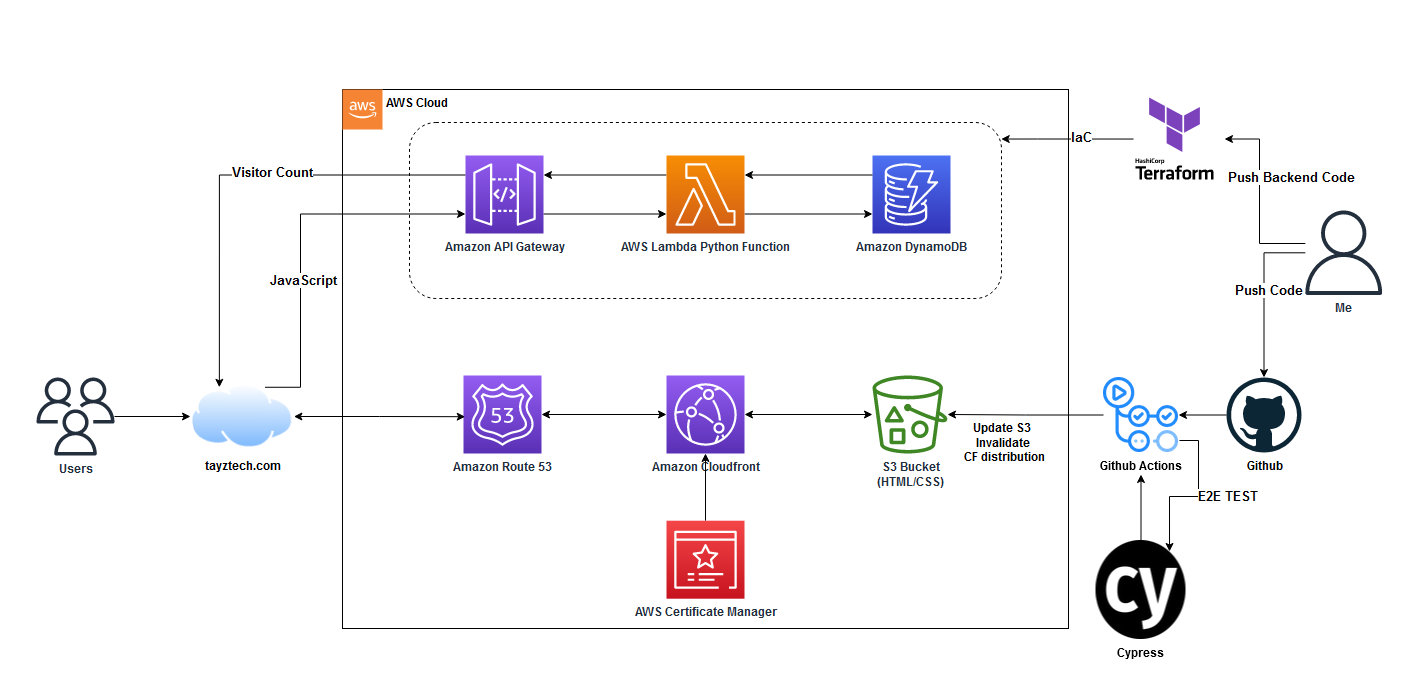 aws
AWS Cloud
IaC
HashiCorp
Terraform
Push Backend Code
Visitor Count
Amazon API Gateway
AWS Lambda Python Function
Amazon DynamoDB
JavaScript
Push Code
Me
53
Users
tayztech.com
Amazon Route 53
Amazon Cloudfront
S3 Bucket
(HTML/CSS)
Update S3
Invalidate
CF distribution
Github Actions
Github
E2E TEST
AWS Certificate Manager
cy
Cypress